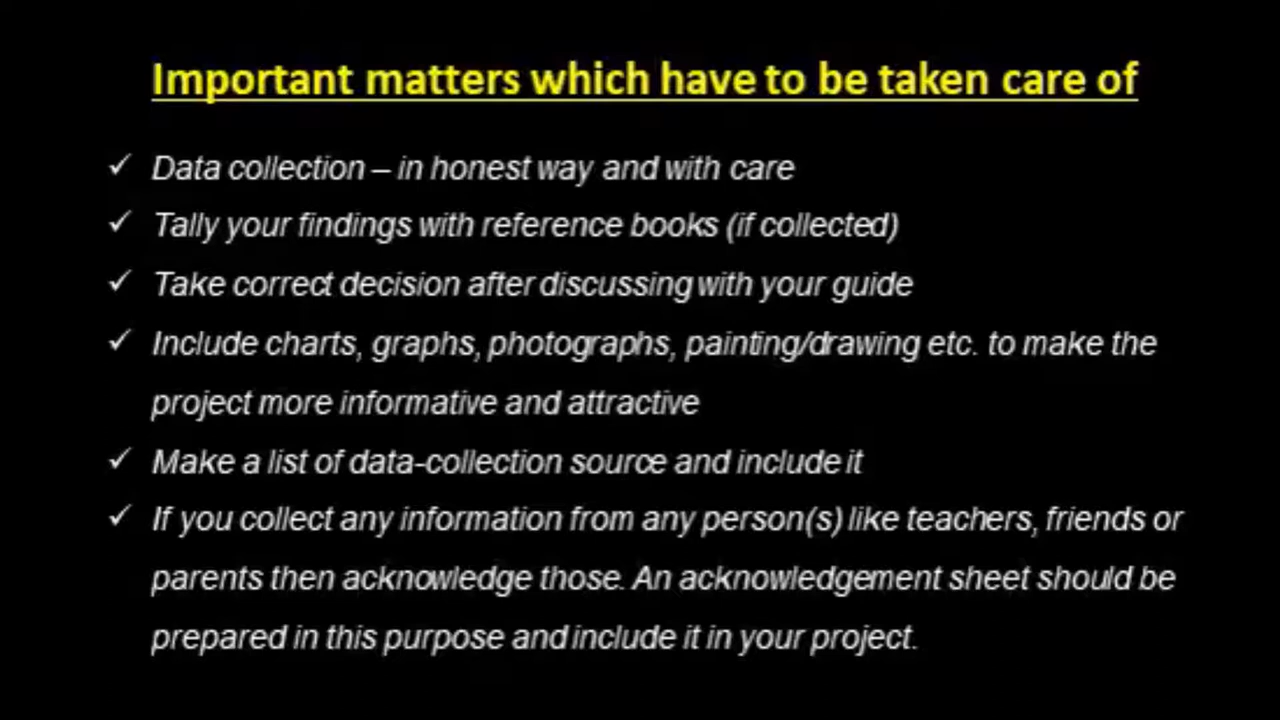 Important matters which have to be taken care of
✓ Data collection – in honest way and with care
✓ Tally your findings with reference books (if collected)
✓ Take correct decision after discussing with your guide
✓ Include charts, graphs, photographs, painting/drawing etc. to make the
project more informative and attractive
✓ Make a list of data-collection source and include it
✓ If you collect any information from any person(s) like teachers, friends or
parents then acknowledge those. An acknowledgement sheet should be
prepared in this purpose and include it in your project.